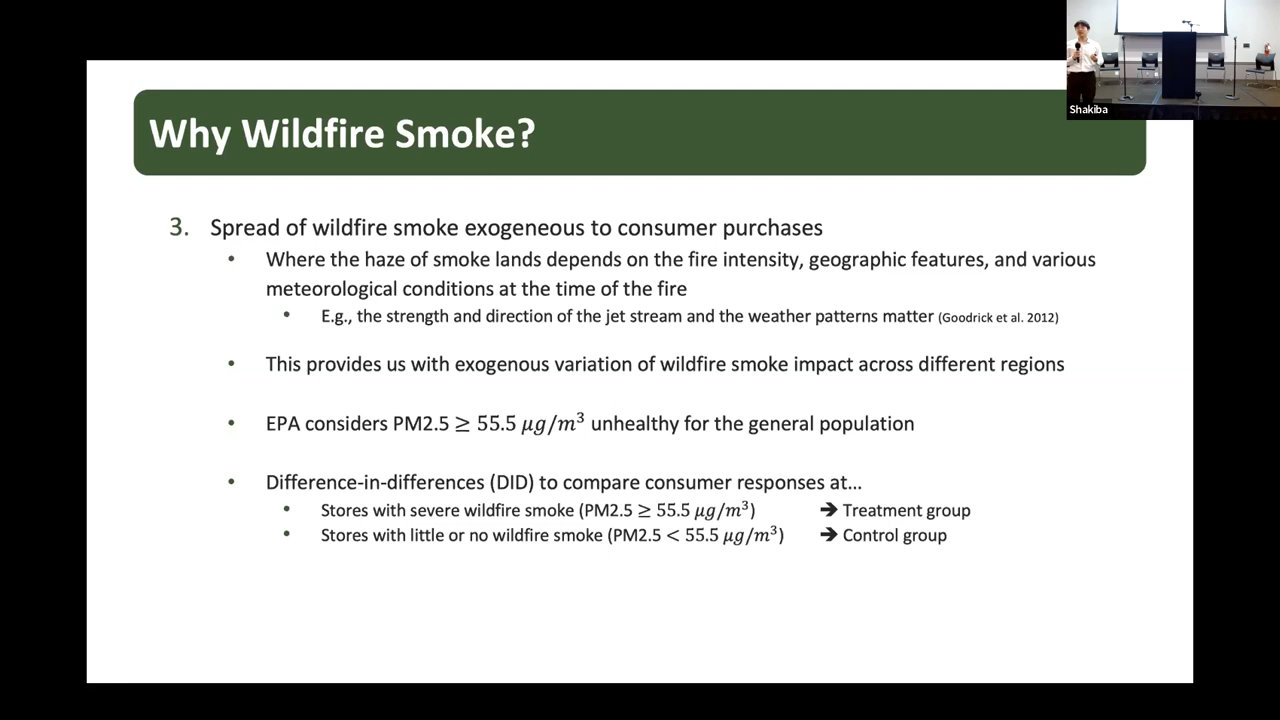 Shakiba
Why Wildfire Smoke?
3. Spread of wildfire smoke exogeneous to consumer purchases
• Where the haze of smoke lands depends on the fire intensity, geographic features, and various
meteorological conditions at the time of the fire
• E.g., the strength and direction of the jet stream and the weather patterns matter (Goodrick et al. 2012)
• This provides us with exogenous variation of wildfire smoke impact across different regions
• EPA considers PM2.5 ≥ 55.5 μg/m³ unhealthy for the general population
• Difference-in-differences (DID) to compare consumer responses at…
• Stores with severe wildfire smoke (PM2.5 ≥ 55.5 μg/m³) ➔ Treatment group
• Stores with little or no wildfire smoke (PM2.5 < 55.5 μg/m³) ➔ Control group